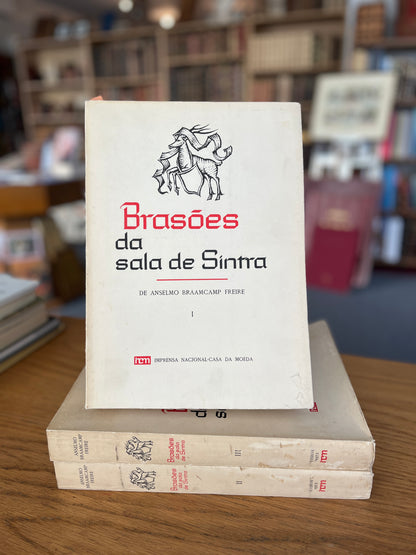 Brasões
da
sala de Sintra
DE ANSELMO BRAAMCAMP FREIRE
I
incm IMPRENSA NACIONAL-CASA DA MOEDA
Brasões
ANSELMO
BRAAMCAMP
FREIRE
Brasões
da sala
de Sintra
III
ANSELMO
BRAAMCAMP
FREIRE
Brasões
da sala
de Sintra
II